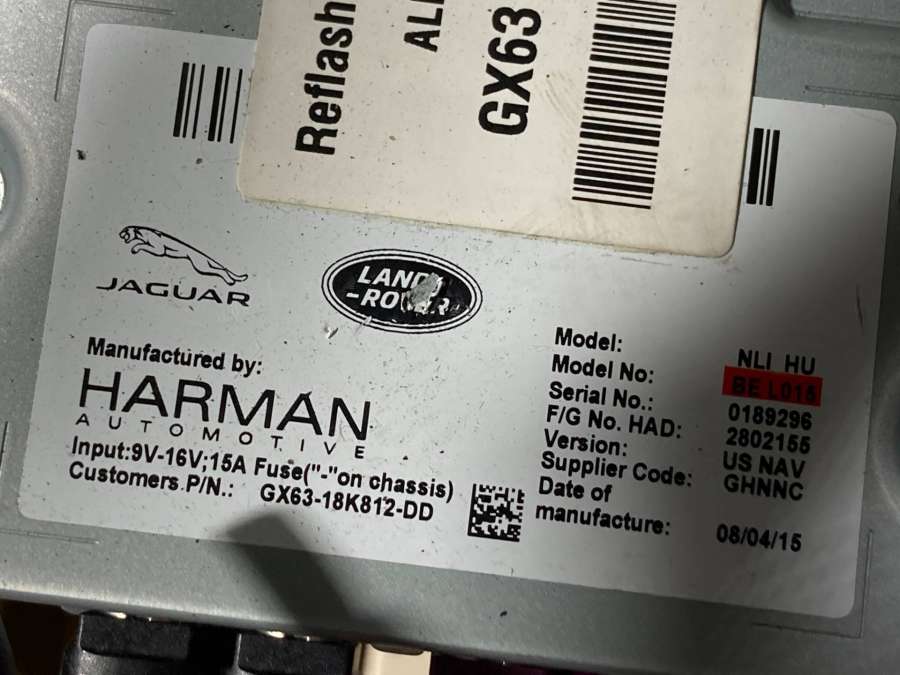 Reflash
ALL
GX63
JAGUAR
LAND
-ROVER
Manufactured by:
HARMAN
AUTOMOTIVE
Input:9V-16V;15A Fuse("-"on chassis)
Customers P/N.: GX63-18K812-DD
Model: NLI HU
Model No: BE L018
Serial No.: 0189296
F/G No. HAD: 2802155
Version: US NAV
Supplier Code: GHNNC
Date of
manufacture: 08/04/15